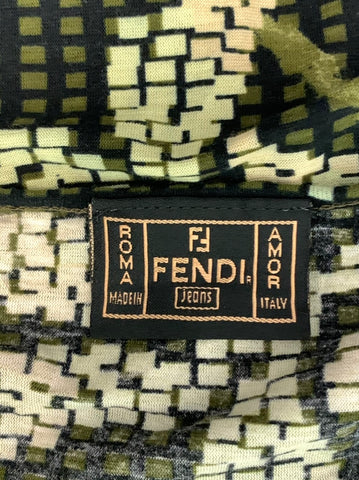 ROMA
MADE IN
FF
FENDI
R
Jeans
AMOR
ITALY